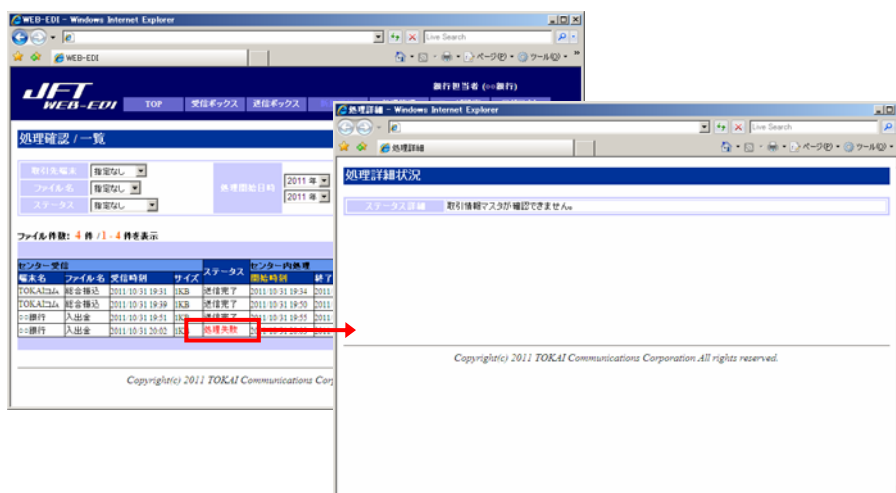 WEB-EDI - Windows Internet Explorer
Live Search
WEB-EDI
ページ(P)
ツール(O)
JFT
WEB-EDI
TOP
受信ボックス
送信ボックス
銀行担当者 (○○銀行)
処理確認 / 一覧
取引先端末 指定なし
ファイル名 指定なし
ステータス 指定なし
処理開始日時
2011 年
2011 年
ファイル件数: 4 件 / 1 - 4 件を表示
センター受信 ステータス センター内処理
端末名 ファイル名 受信時刻 サイズ 開始時刻 終了
TOKAIコム 総合振込 2011/10/31 19:31 1KB 送信完了 2011/10/31 19:34 2011
TOKAIコム 総合振込 2011/10/31 19:39 1KB 送信完了 2011/10/31 19:50 2011
○○銀行 入出金 2011/10/31 19:51 1KB 送信完了 2011/10/31 19:55 2011
○○銀行 入出金 2011/10/31 20:02 1KB 処理失敗
Copyright(c) 2011 TOKAI Communications Corp
処理詳細 - Windows Internet Explorer
Live Search
処理詳細
ページ(P)
ツール(O)
処理詳細状況
ステータス詳細 取引情報マスタが確認できません。
Copyright(c) 2011 TOKAI Communications Corporation All rights reserved.